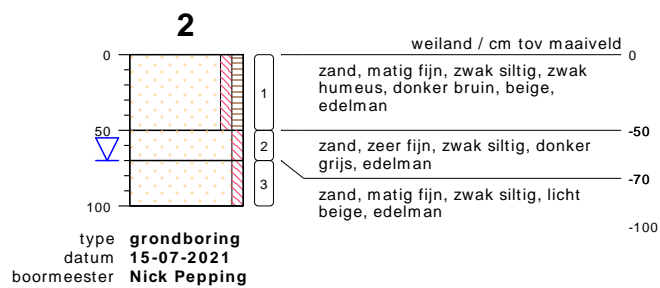 2
weiland / cm tov maaiveld
0
0
zand, matig fijn, zwak siltig, zwak
humeus, donker bruin, beige,
edelman
1
50
-50
zand, zeer fijn, zwak siltig, donker
grijs, edelman
2
-70
zand, matig fijn, zwak siltig, licht
beige, edelman
3
100
-100
type grondboring
datum 15-07-2021
boormeester Nick Pepping